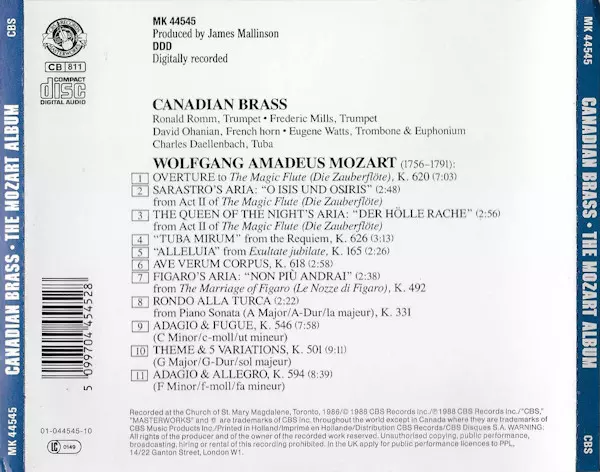 MK 44545
Produced by James Mallinson
DDD
Digitally recorded
CB 811
COMPACT
disc
DIGITAL AUDIO
CANADIAN BRASS
Ronald Romm, Trumpet • Frederic Mills, Trumpet
David Ohanian, French horn • Eugene Watts, Trombone & Euphonium
Charles Daellenbach, Tuba
WOLFGANG AMADEUS MOZART (1756-1791):
1 OVERTURE to The Magic Flute (Die Zauberflöte), K. 620 (7:03)
2 SARASTRO'S ARIA: "O ISIS UND OSIRIS" (2:48)
from Act II of The Magic Flute (Die Zauberflöte)
3 THE QUEEN OF THE NIGHT'S ARIA: "DER HÖLLE RACHE" (2:56)
from Act II of The Magic Flute (Die Zauberflöte)
4 "TUBA MIRUM" from the Requiem, K. 626 (3:13)
5 "ALLELUIA" from Exultate jubilate, K. 165 (2:26)
6 AVE VERUM CORPUS, K. 618 (2:58)
7 FIGARO'S ARIA: "NON PIÙ ANDRAI" (2:38)
from The Marriage of Figaro (Le Nozze di Figaro), K. 492
8 RONDO ALLA TURCA (2:22)
from Piano Sonata (A Major/A-Dur/la majeur), K. 331
9 ADAGIO & FUGUE, K. 546 (7:58)
(C Minor/c-moll/ut mineur)
10 THEME & 5 VARIATIONS, K. 501 (9:11)
(G Major/G-Dur/sol majeur)
11 ADAGIO & ALLEGRO, K. 594 (8:39)
(F Minor/f-moll/fa mineur)
5 099704 454528
01-044545-10
LC 0149
Recorded at the Church of St. Mary Magdalene, Toronto, 1986/© 1988 CBS Records Inc./℗ 1988 CBS Records Inc./"CBS,"
"MASTERWORKS" and ® are trademarks of CBS Inc. throughout the world except in Canada where they are trademarks of
CBS Music Products Inc./Printed in Holland/Imprimé en Hollande/Distribution CBS Records/CBS Disques S.A. WARNING:
All rights of the producer and of the owner of the recorded work reserved. Unauthorised copying, public performance,
broadcasting, hiring or rental of this recording prohibited. In the UK apply for public performance licences to PPL,
14/22 Ganton Street, London W1.
CBS
CANADIAN BRASS • THE MOZART ALBUM
MK 44545
MK 44545
CANADIAN BRASS • THE MOZART ALBUM
CBS